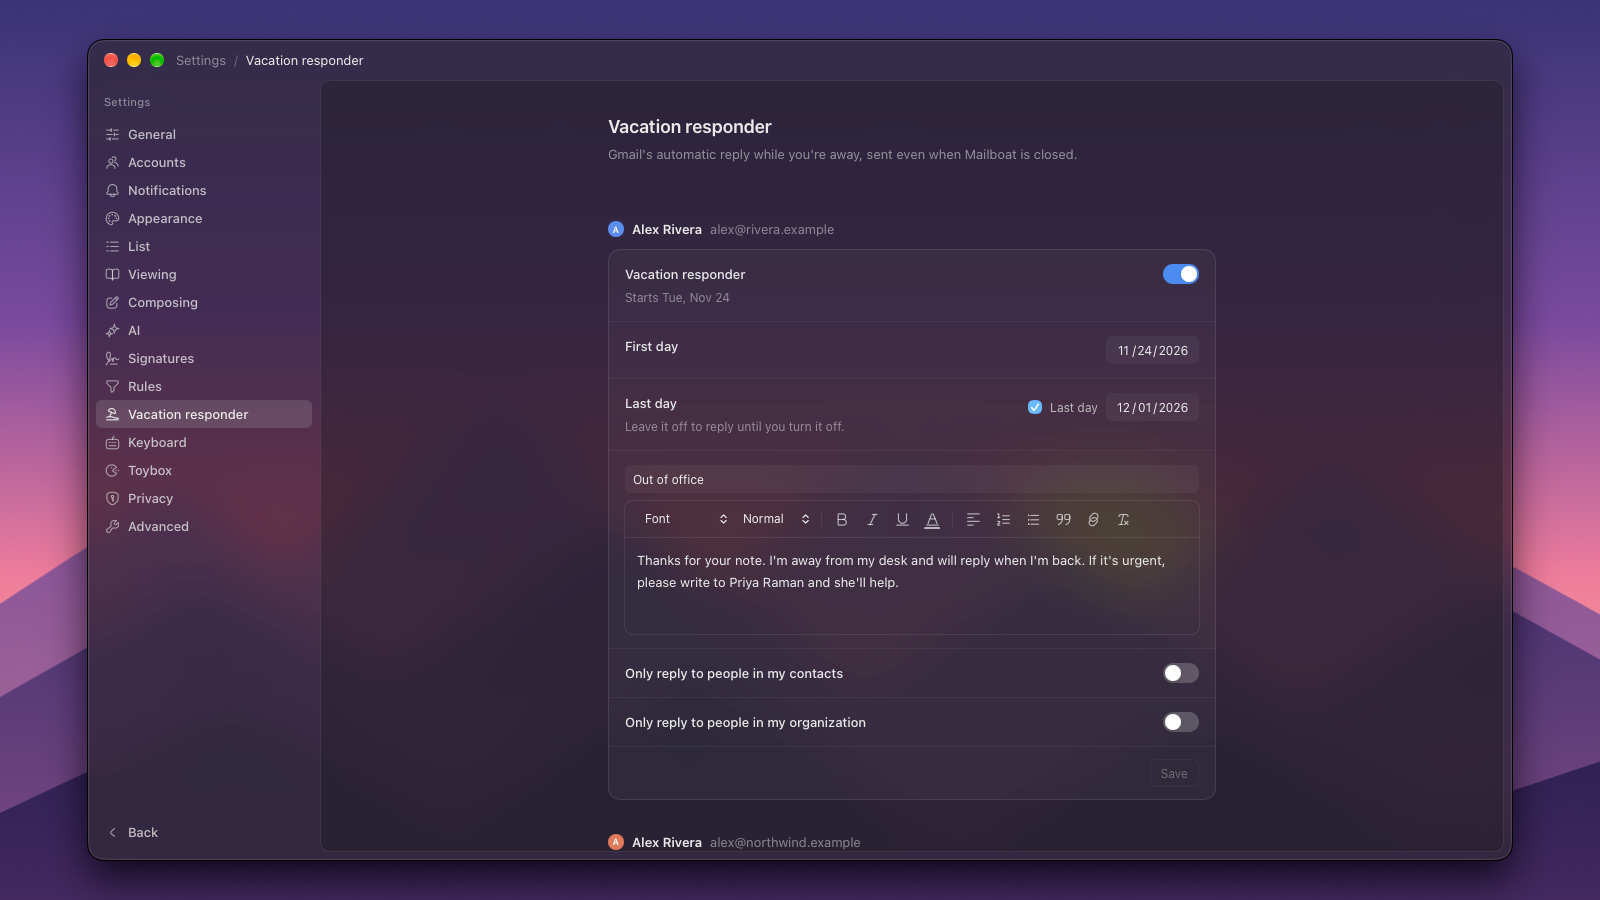 Settings / Vacation responder
Settings
General
Accounts
Notifications
Appearance
List
Viewing
Composing
AI
Signatures
Rules
Vacation responder
Keyboard
Toybox
Privacy
Advanced
Back
Vacation responder
Gmail's automatic reply while you're away, sent even when Mailboat is closed.
A Alex Rivera alex@rivera.example
Vacation responder
Starts Tue, Nov 24
First day
11/24/2026
Last day
Last day 12/01/2026
Leave it off to reply until you turn it off.
Out of office
Font Normal
Thanks for your note. I'm away from my desk and will reply when I'm back. If it's urgent,
please write to Priya Raman and she'll help.
Only reply to people in my contacts
Only reply to people in my organization
Save
A Alex Rivera alex@northwind.example